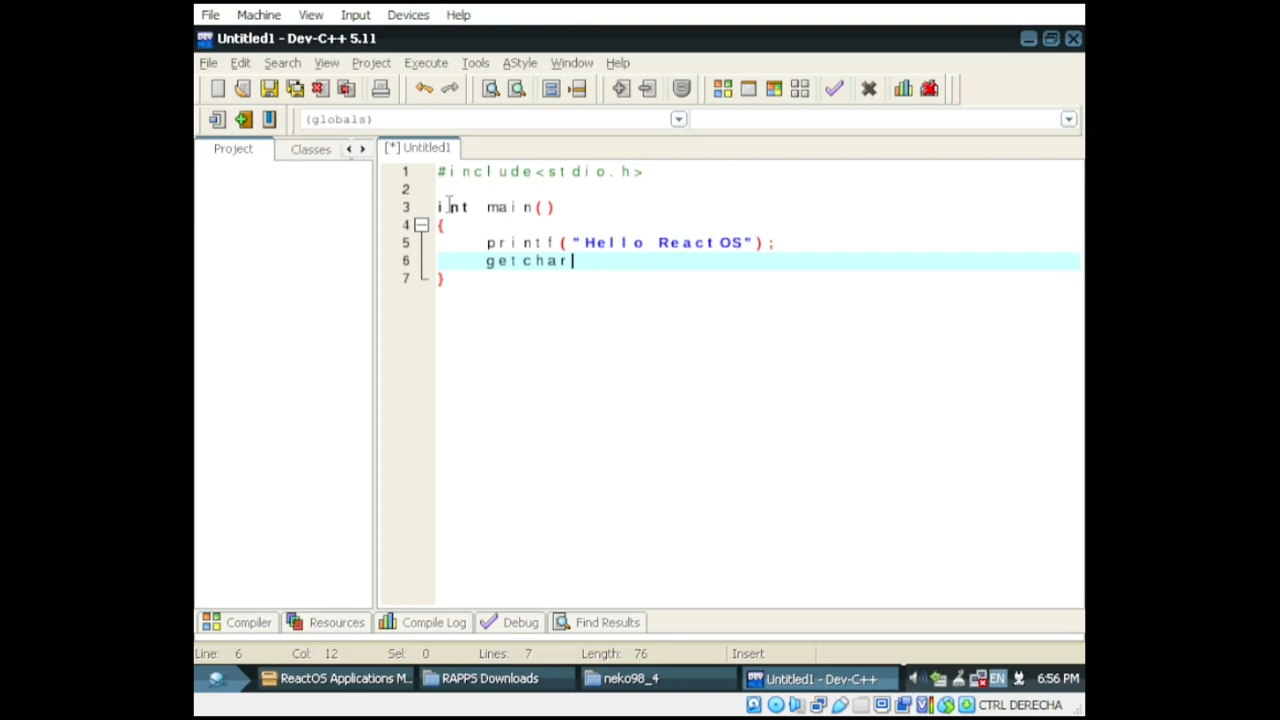 File Machine View Input Devices Help
Untitled1 - Dev-C++ 5.11
File Edit Search View Project Execute Tools AStyle Window Help
(globals)
Project Classes [*] Untitled1
1 #include<stdio.h>
2
3 int main()
4 {
5 printf("Hello ReactOS");
6 getchar
7 }
Compiler Resources Compile Log Debug Find Results
Line: 6 Col: 12 Sel: 0 Lines: 7 Length: 76 Insert
ReactOS Applications M... RAPPS Downloads neko98_4 Untitled1 - Dev-C++ EN 6:56 PM
CTRL DERECHA